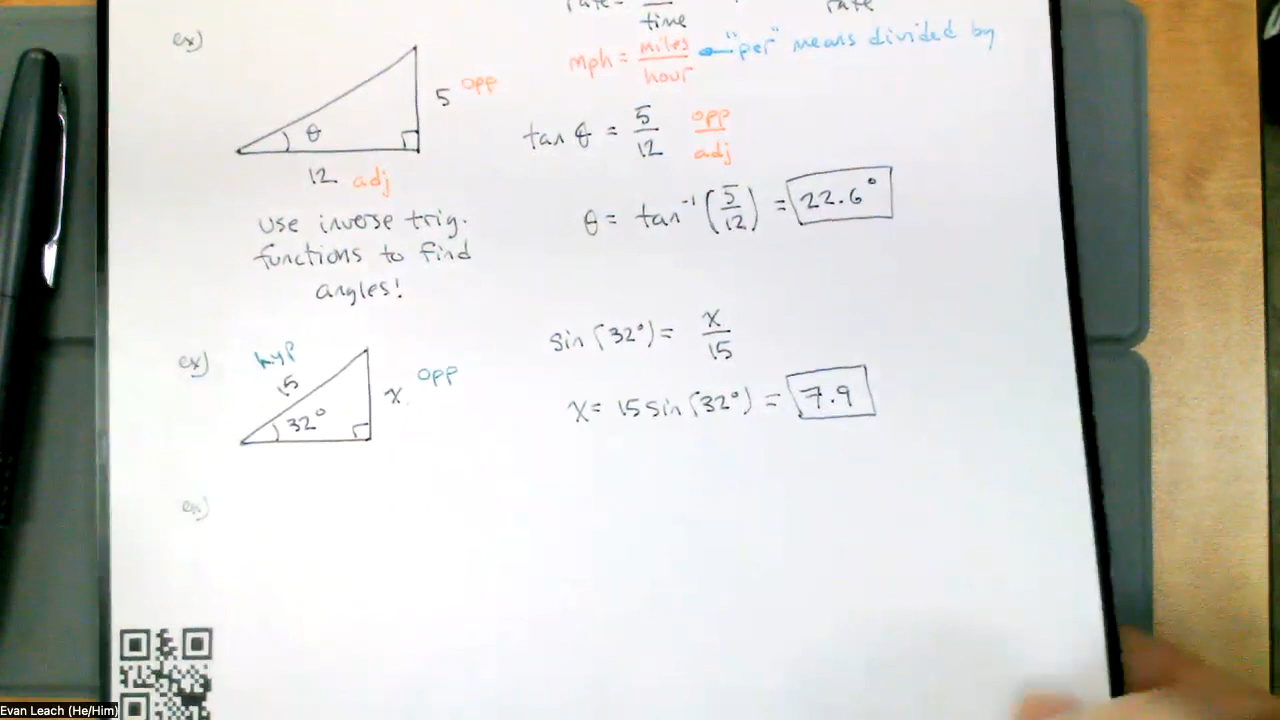 rate = time rate
mph = miles/hour ← "per" means divided by
ex)
5 opp
θ
12 adj
tan θ = 5/12 opp/adj
θ = tan⁻¹(5/12) = 22.6°
use inverse trig.
functions to find
angles!
ex)
hyp
15
x opp
32°
sin(32°) = x/15
x = 15 sin(32°) = 7.9
ex)
Evan Leach (He/Him)